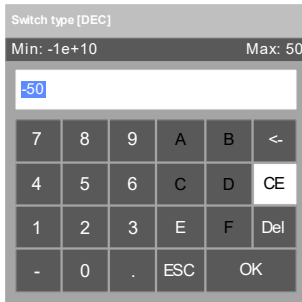 Switch type [DEC]
Min: -1e+10 Max: 50
-50
7 8 9 A B <-
4 5 6 C D CE
1 2 3 E F Del
- 0 . ESC OK